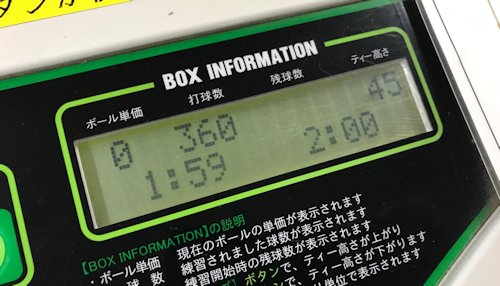 BOX INFORMATION
ボール単価 打球数 残球数 ティー高さ
0 360 45
1:59 2:00
【BOX INFORMATION】の説明
ボール単価 現在のボールの単価が表示されます
打球数 練習されました球数が表示されます
練習開始時の残球数が表示されます
ボタンで、ティー高さが上がり
で、ティー高さが下がります
単位で表示されます